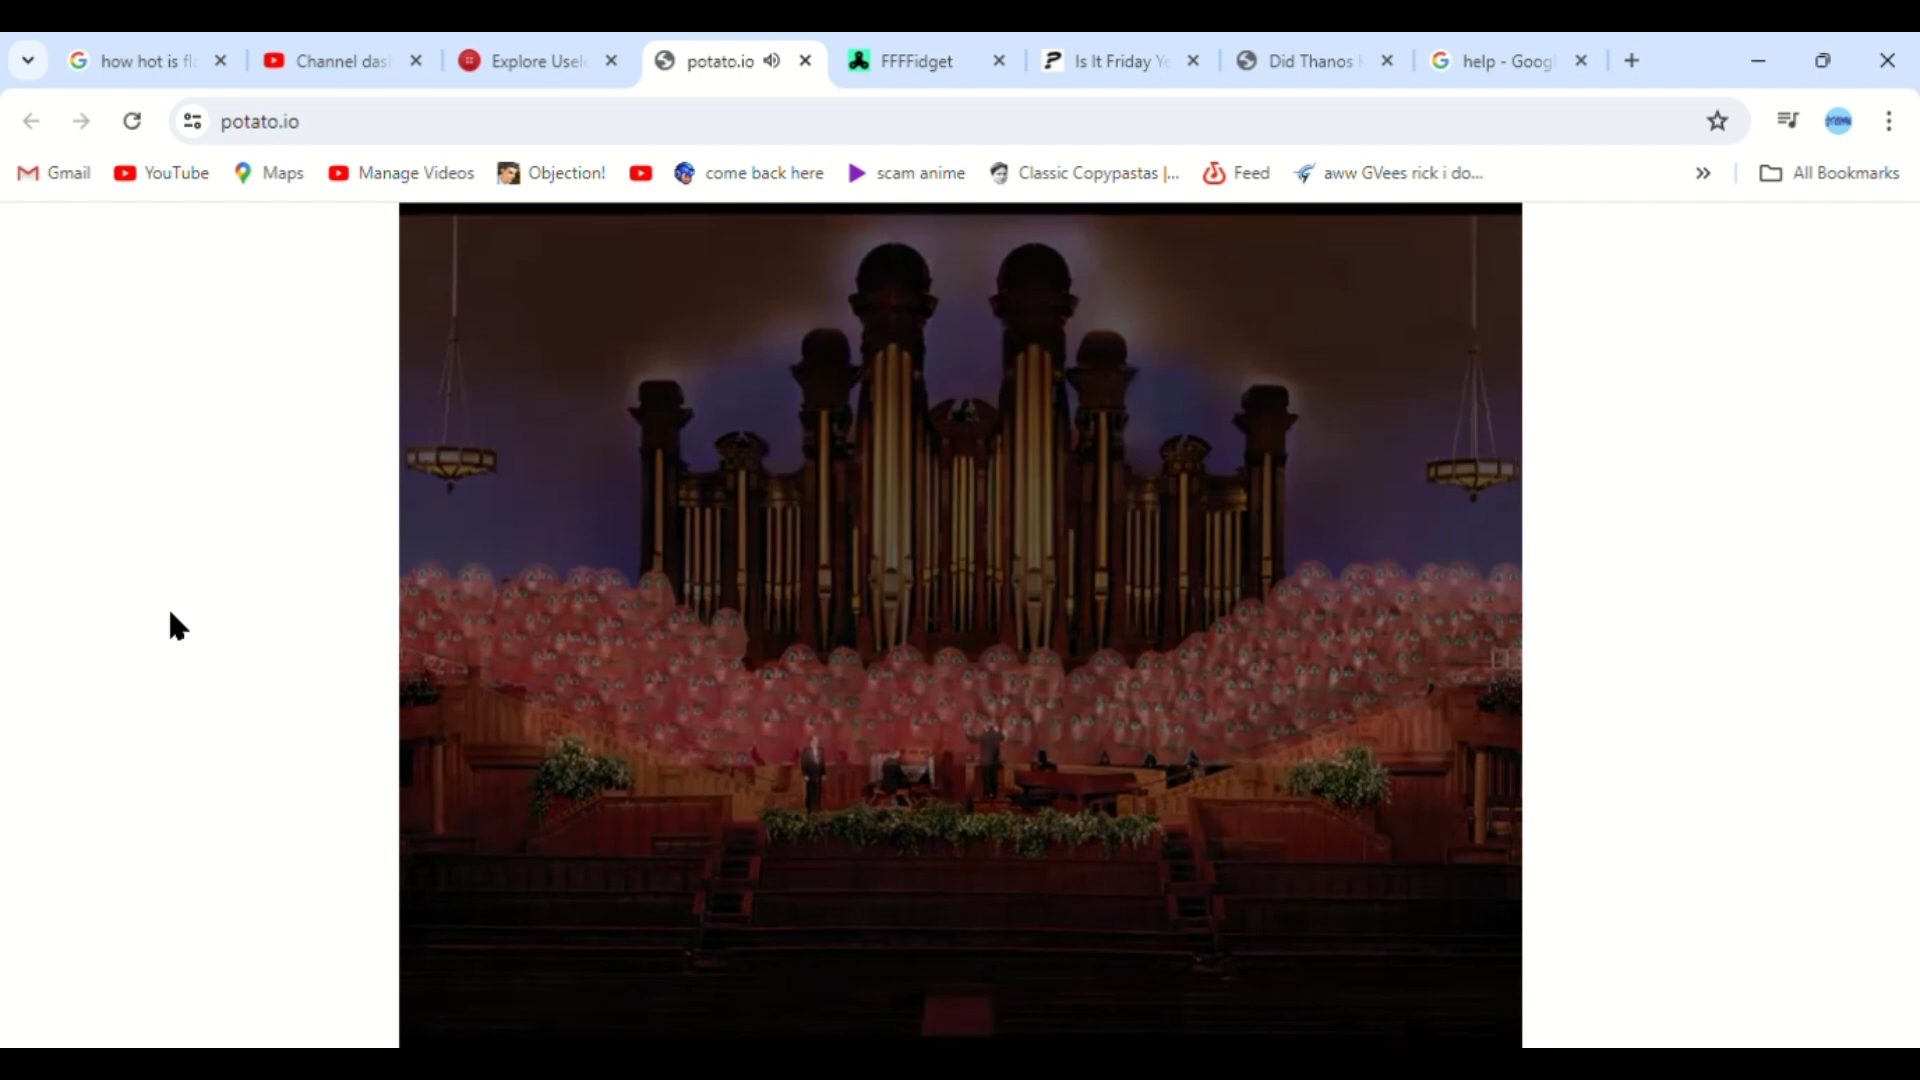 how hot is fl
Channel das
Explore Usel
potato.io
FFFFidget
Is It Friday Ye
Did Thanos
help - Googl
potato.io
Gmail
YouTube
Maps
Manage Videos
Objection!
come back here
scam anime
Classic Copypastas |...
Feed
aww GVees rick i do...
All Bookmarks